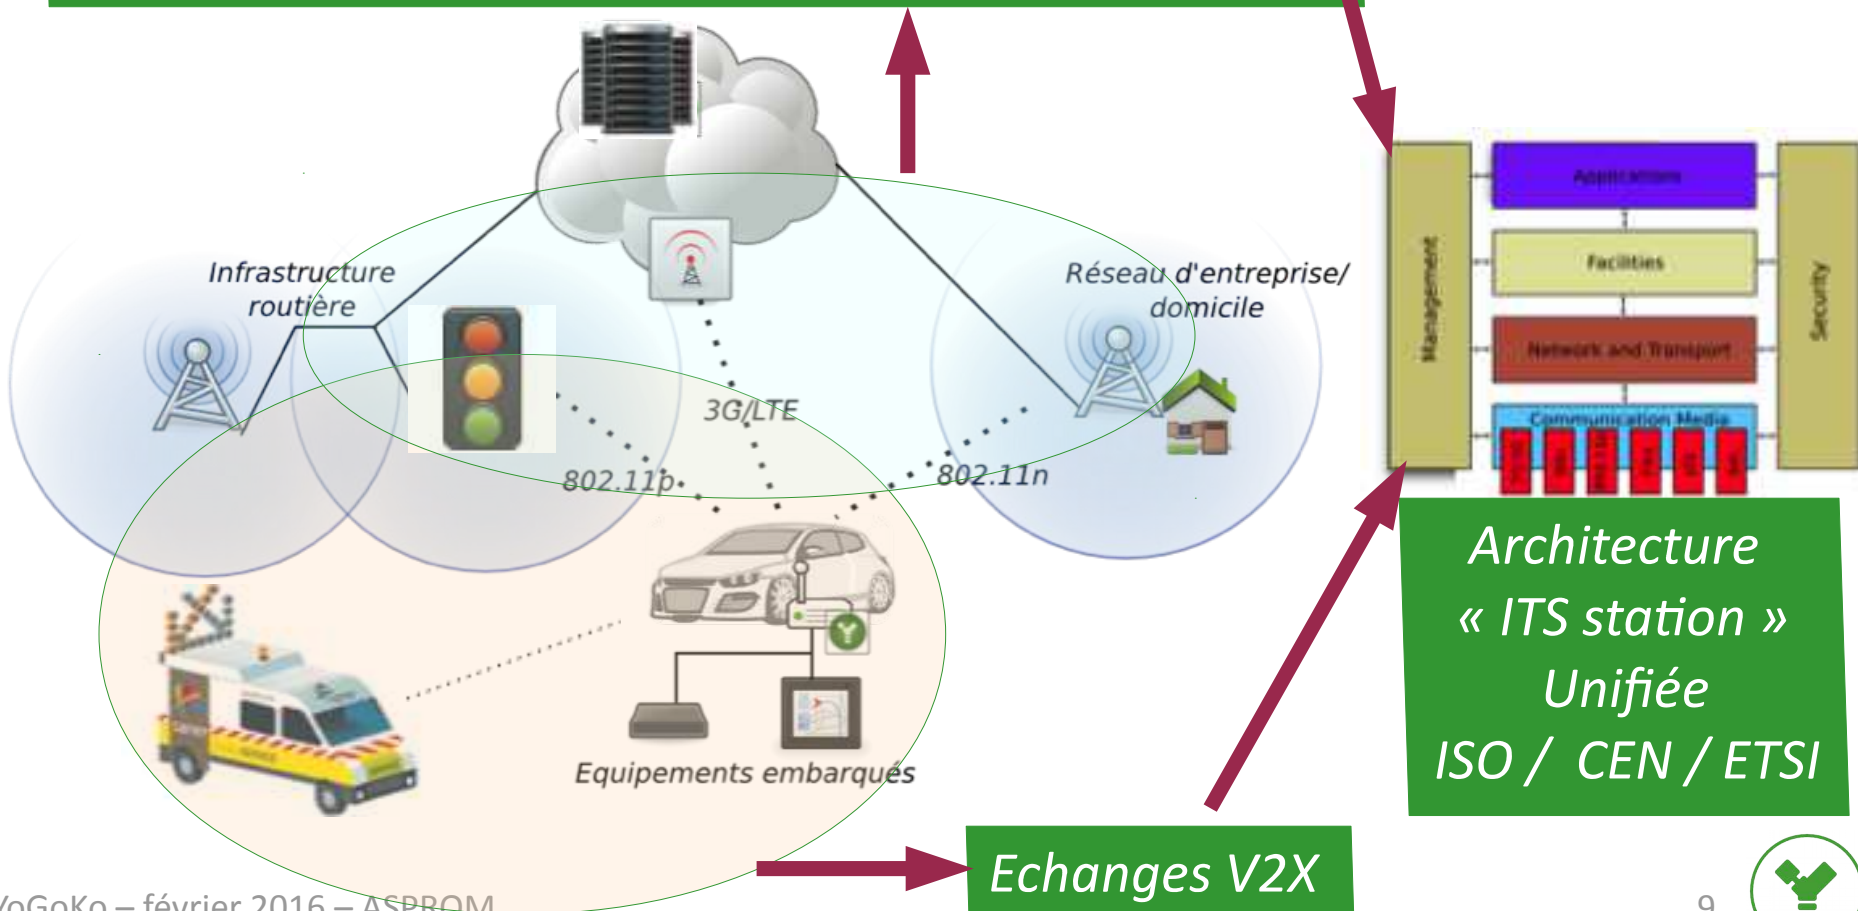 Infrastructure
routière
Réseau d'entreprise/
domicile
3G/LTE
802.11p
802.11n
Equipements embarqués
Management
Applications
Facilities
Network and Transport
Communication Media
Security
Architecture
« ITS station »
Unifiée
ISO / CEN / ETSI
Echanges V2X
YoGoKo – février 2016 – ASPROM
9